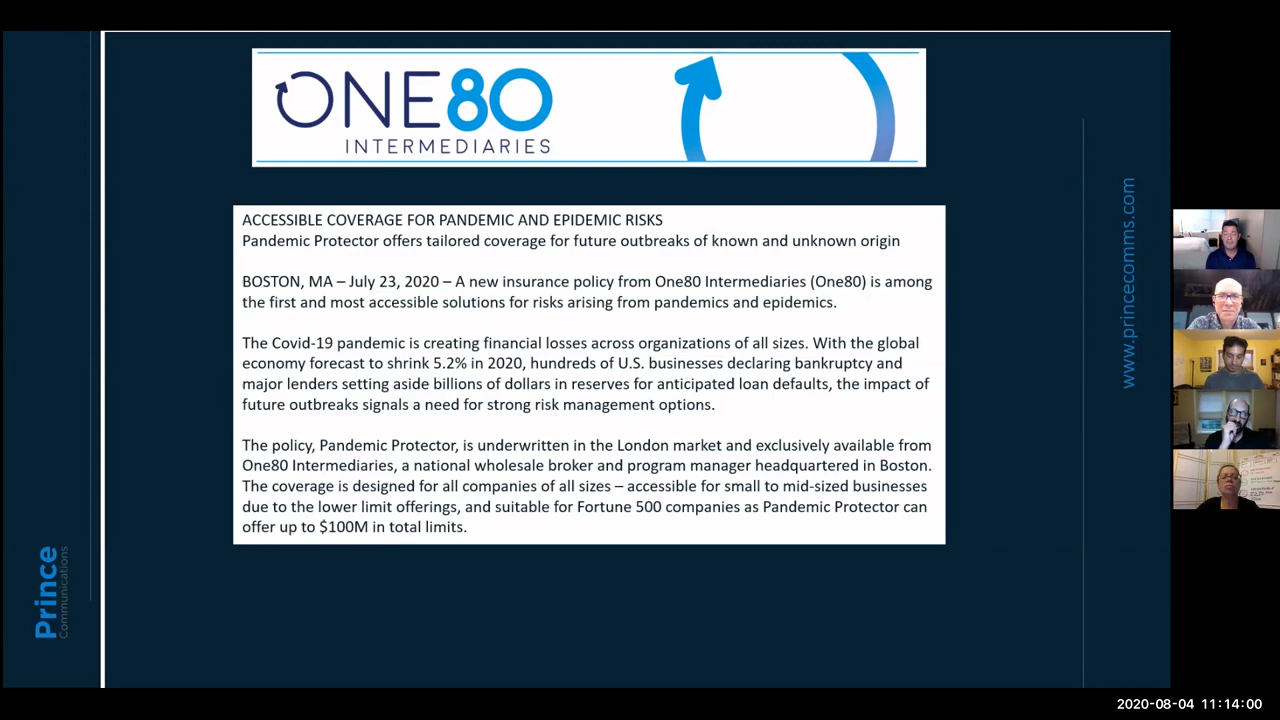 ONE80
INTERMEDIARIES
ACCESSIBLE COVERAGE FOR PANDEMIC AND EPIDEMIC RISKS
Pandemic Protector offers tailored coverage for future outbreaks of known and unknown origin
BOSTON, MA – July 23, 2020 – A new insurance policy from One80 Intermediaries (One80) is among
the first and most accessible solutions for risks arising from pandemics and epidemics.
The Covid-19 pandemic is creating financial losses across organizations of all sizes. With the global
economy forecast to shrink 5.2% in 2020, hundreds of U.S. businesses declaring bankruptcy and
major lenders setting aside billions of dollars in reserves for anticipated loan defaults, the impact of
future outbreaks signals a need for strong risk management options.
The policy, Pandemic Protector, is underwritten in the London market and exclusively available from
One80 Intermediaries, a national wholesale broker and program manager headquartered in Boston.
The coverage is designed for all companies of all sizes – accessible for small to mid-sized businesses
due to the lower limit offerings, and suitable for Fortune 500 companies as Pandemic Protector can
offer up to $100M in total limits.
Prince
Communications
www.princecomms.com
2020-08-04 11:14:00